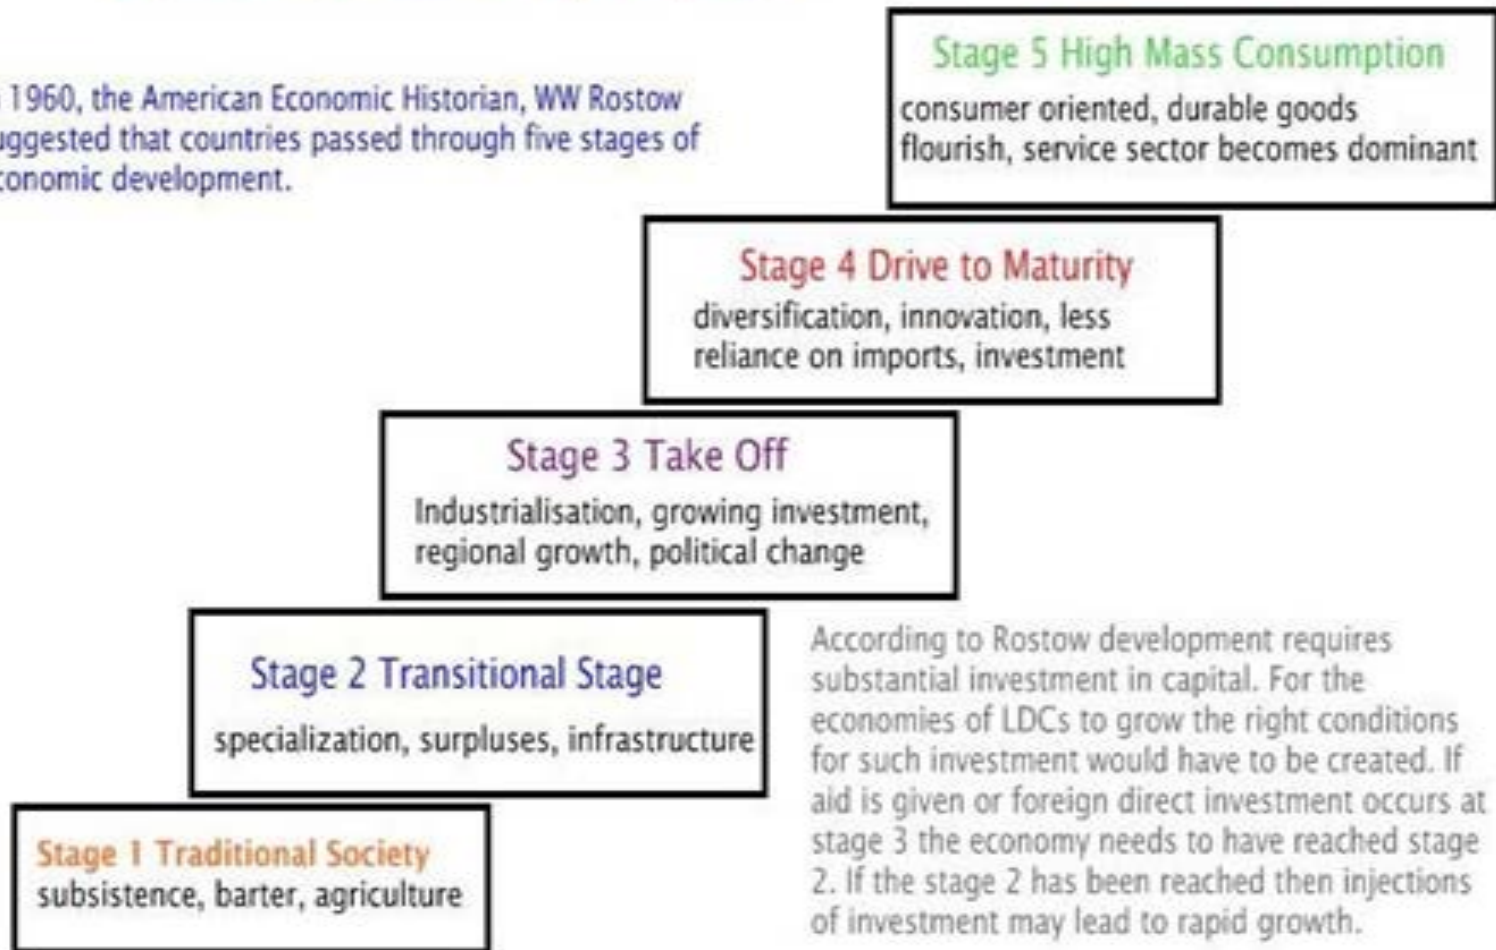 1960, the American Economic Historian, WW Rostow
uggested that countries passed through five stages of
conomic development.
Stage 5 High Mass Consumption
consumer oriented, durable goods
flourish, service sector becomes dominant
Stage 4 Drive to Maturity
diversification, innovation, less
reliance on imports, investment
Stage 3 Take Off
Industrialisation, growing investment,
regional growth, political change
Stage 2 Transitional Stage
specialization, surpluses, infrastructure
Stage 1 Traditional Society
subsistence, barter, agriculture
According to Rostow development requires
substantial investment in capital. For the
economies of LDCs to grow the right conditions
for such investment would have to be created. If
aid is given or foreign direct investment occurs at
stage 3 the economy needs to have reached stage
2. If the stage 2 has been reached then injections
of investment may lead to rapid growth.